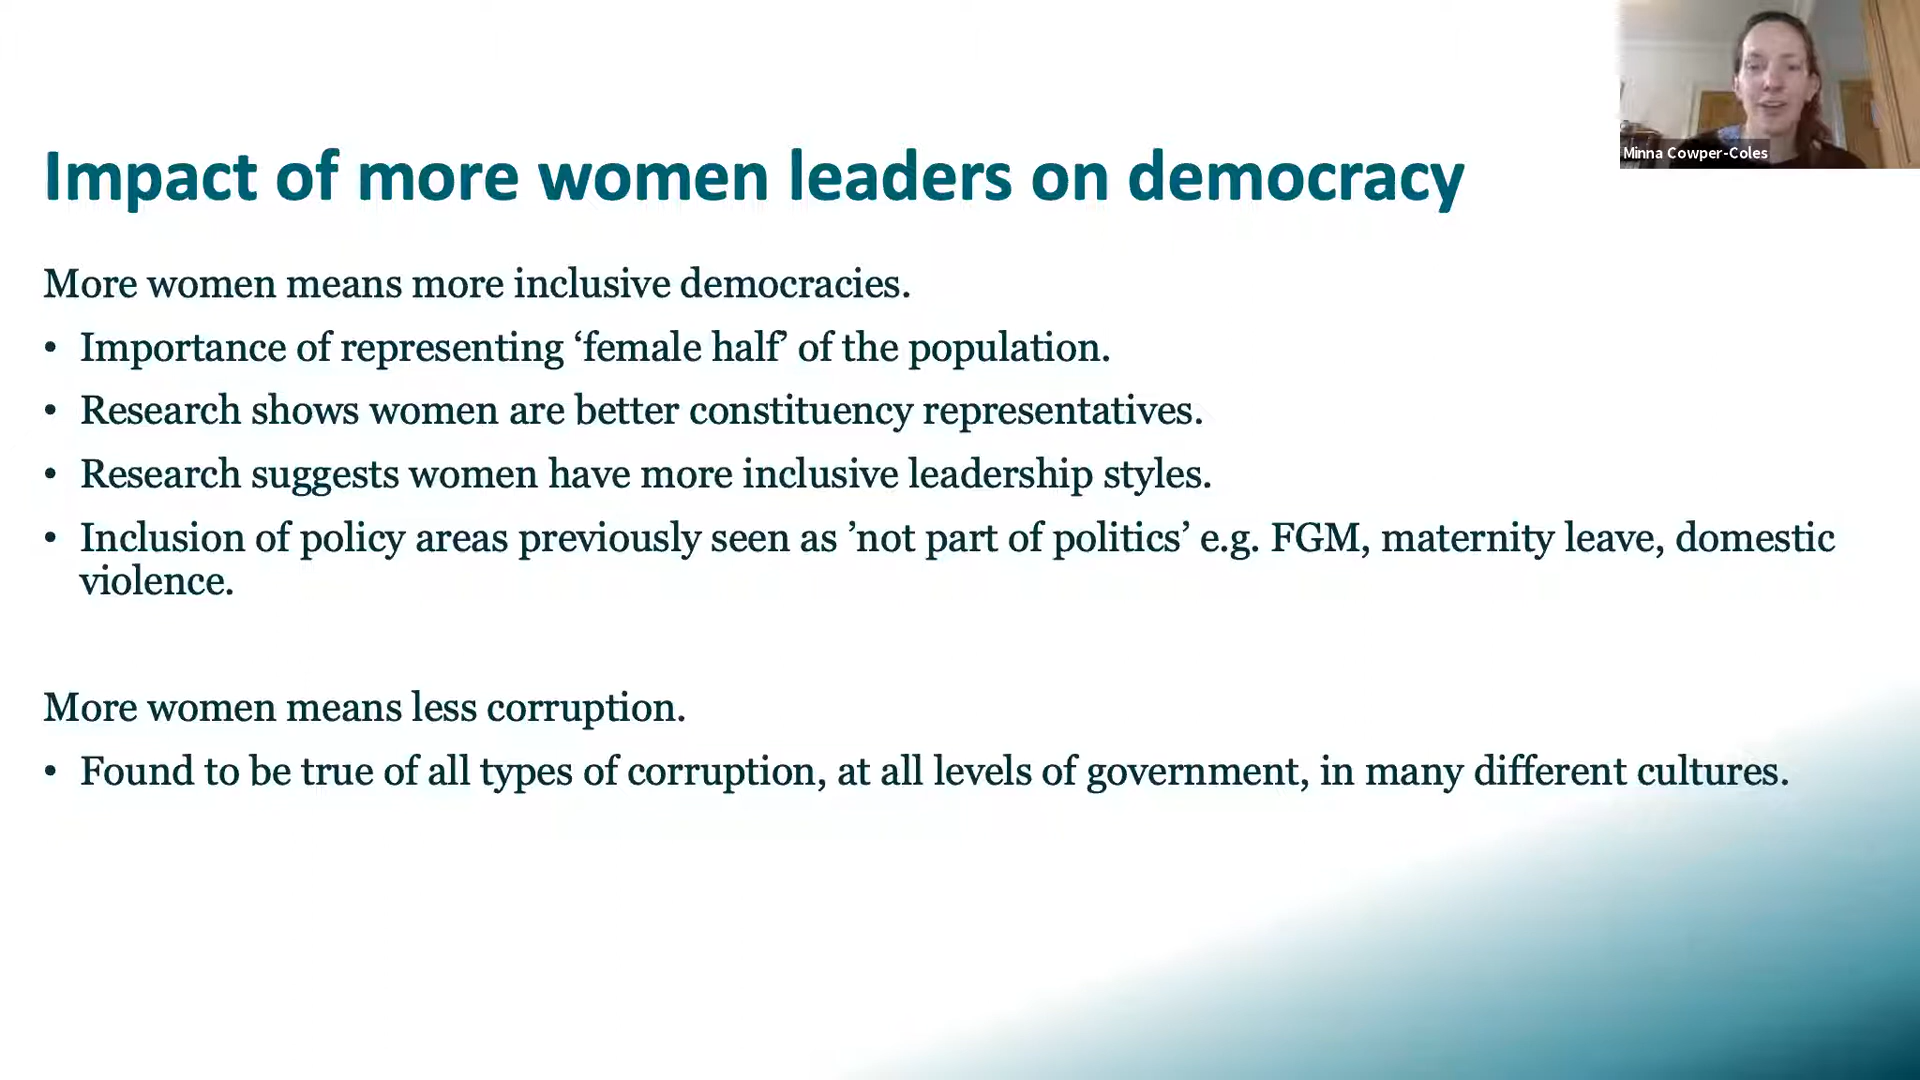 Minna Cowper-Coles
Impact of more women leaders on democracy
More women means more inclusive democracies.
• Importance of representing ‘female half’ of the population.
• Research shows women are better constituency representatives.
• Research suggests women have more inclusive leadership styles.
• Inclusion of policy areas previously seen as ’not part of politics’ e.g. FGM, maternity leave, domestic
violence.
More women means less corruption.
• Found to be true of all types of corruption, at all levels of government, in many different cultures.